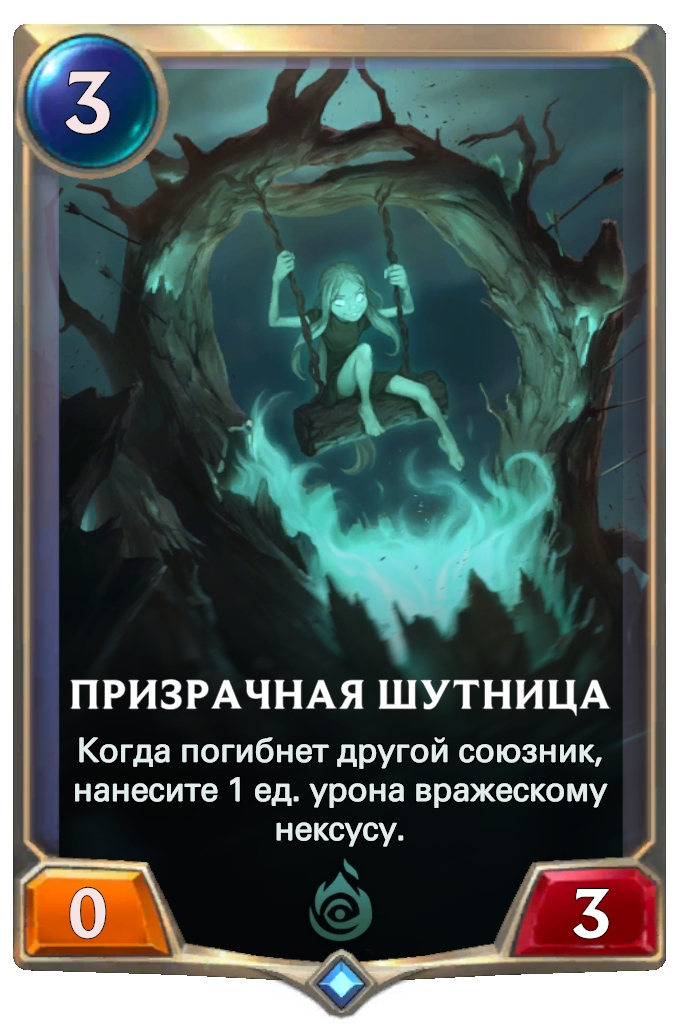 3
ПРИЗРАЧНАЯ ШУТНИЦА
Когда погибнет другой союзник,
нанесите 1 ед. урона вражескому
нексусу.
0
3